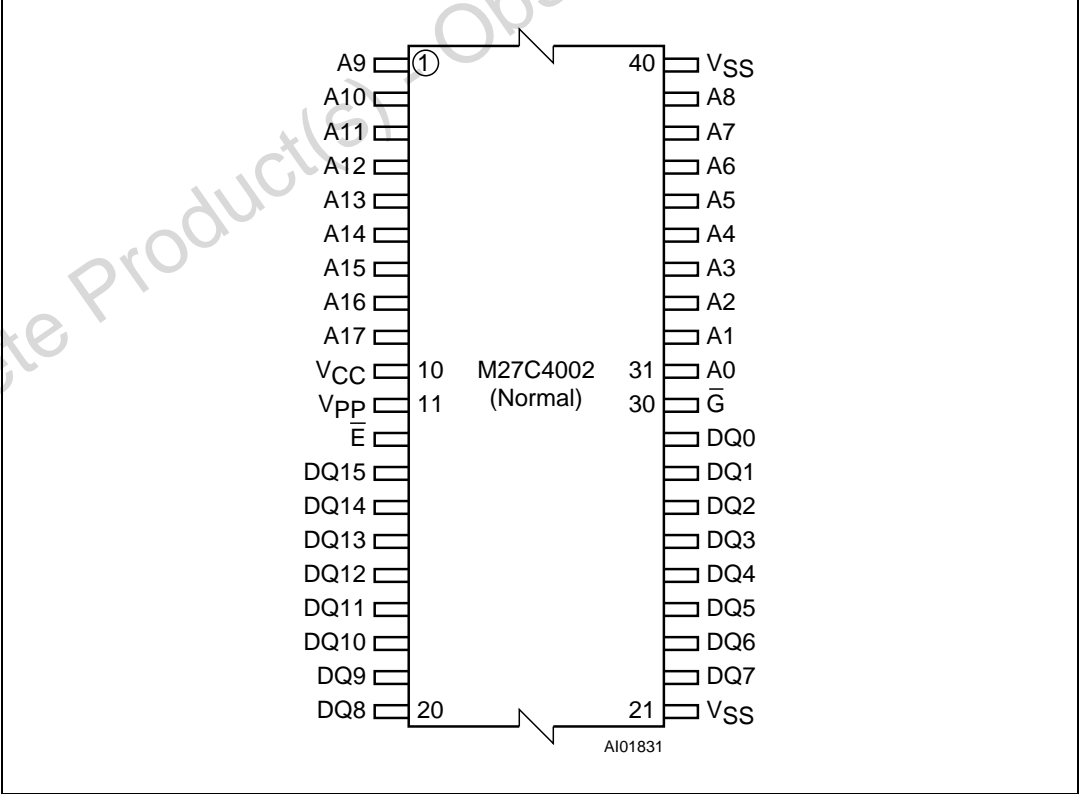 A9 1 40 VSS
A10 A8
A11 A7
A12 A6
A13 A5
A14 A4
A15 A3
A16 A2
A17 A1
VCC 10 M27C4002 31 A0
VPP 11 (Normal) 30 G̅
E̅ DQ0
DQ15 DQ1
DQ14 DQ2
DQ13 DQ3
DQ12 DQ4
DQ11 DQ5
DQ10 DQ6
DQ9 DQ7
DQ8 20 21 VSS
AI01831
Product(s) -